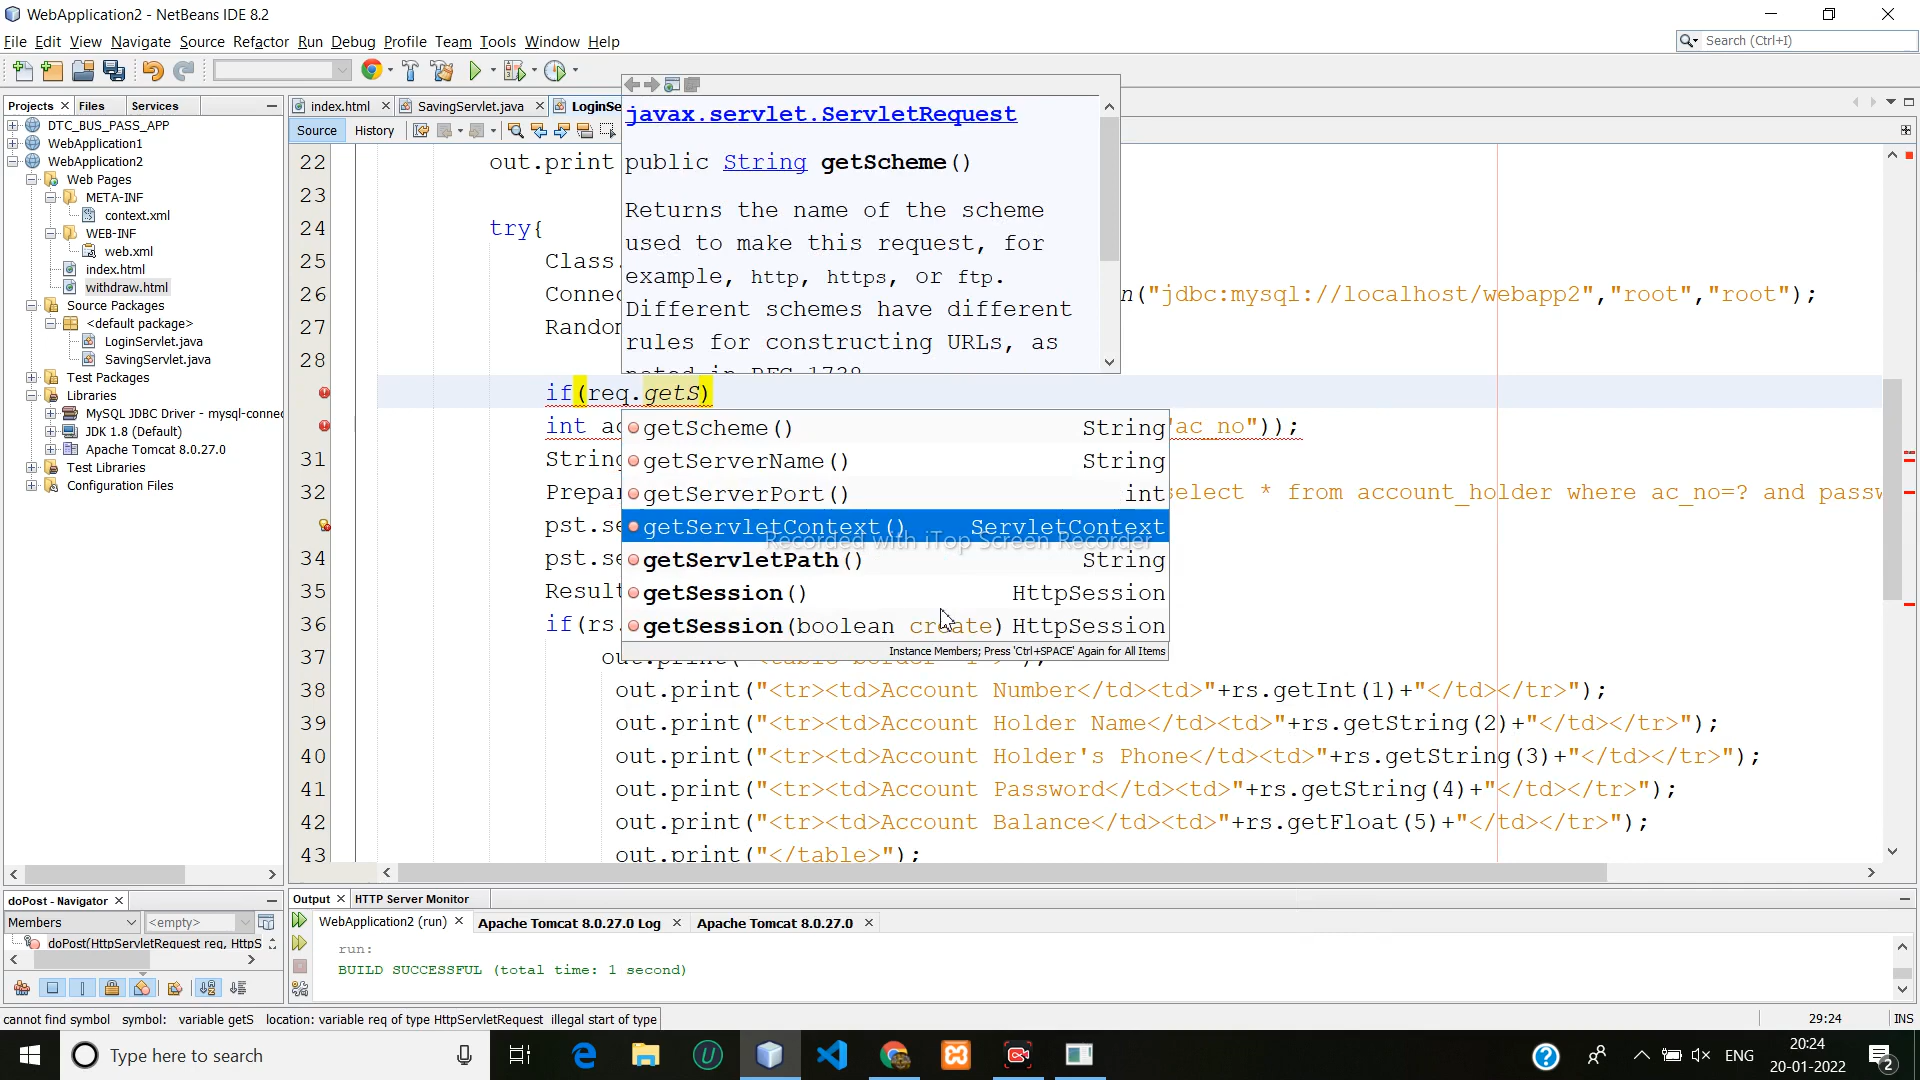 WebApplication2 - NetBeans IDE 8.2
File Edit View Navigate Source Refactor Run Debug Profile Team Tools Window Help
Search (Ctrl+I)
Projects Files Services
index.html SavingServlet.java LoginSe
Source History
DTC_BUS_PASS_APP
WebApplication1
WebApplication2
Web Pages
META-INF
context.xml
WEB-INF
web.xml
index.html
withdraw.html
Source Packages
<default package>
LoginServlet.java
SavingServlet.java
Test Packages
Libraries
MySQL JDBC Driver - mysql-connec
JDK 1.8 (Default)
Apache Tomcat 8.0.27.0
Test Libraries
Configuration Files
javax.servlet.ServletRequest
public String getScheme()
Returns the name of the scheme
used to make this request, for
example, http, https, or ftp.
Different schemes have different
rules for constructing URLs, as
noted in RFC 1738
22 out.print
23
24 try{
25 Class.
26 Connec n("jdbc:mysql://localhost/webapp2","root","root");
27 Random
28
if(req.getS)
int ac "ac_no"));
31 String
32 Prepar select * from account_holder where ac_no=? and passw
pst.se
34 pst.se
35 Result
36 if(rs.
37
38 out.print("<tr><td>Account Number</td><td>"+rs.getInt(1)+"</td></tr>");
39 out.print("<tr><td>Account Holder Name</td><td>"+rs.getString(2)+"</td></tr>");
40 out.print("<tr><td>Account Holder's Phone</td><td>"+rs.getString(3)+"</td></tr>");
41 out.print("<tr><td>Account Password</td><td>"+rs.getString(4)+"</td></tr>");
42 out.print("<tr><td>Account Balance</td><td>"+rs.getFloat(5)+"</td></tr>");
43 out.print("</table>");
getScheme() String
getServerName() String
getServerPort() int
getServletContext() ServletContext
Recorded with iTop Screen Recorder
getServletPath() String
getSession() HttpSession
getSession(boolean create) HttpSession
Instance Members; Press 'Ctrl+SPACE' Again for All Items
doPost - Navigator
Members <empty>
doPost(HttpServletRequest req, HttpS
Output HTTP Server Monitor
WebApplication2 (run) Apache Tomcat 8.0.27.0 Log Apache Tomcat 8.0.27.0
run:
BUILD SUCCESSFUL (total time: 1 second)
cannot find symbol symbol: variable getS location: variable req of type HttpServletRequest illegal start of type
29:24 INS
Type here to search
ENG
20:24
20-01-2022
2